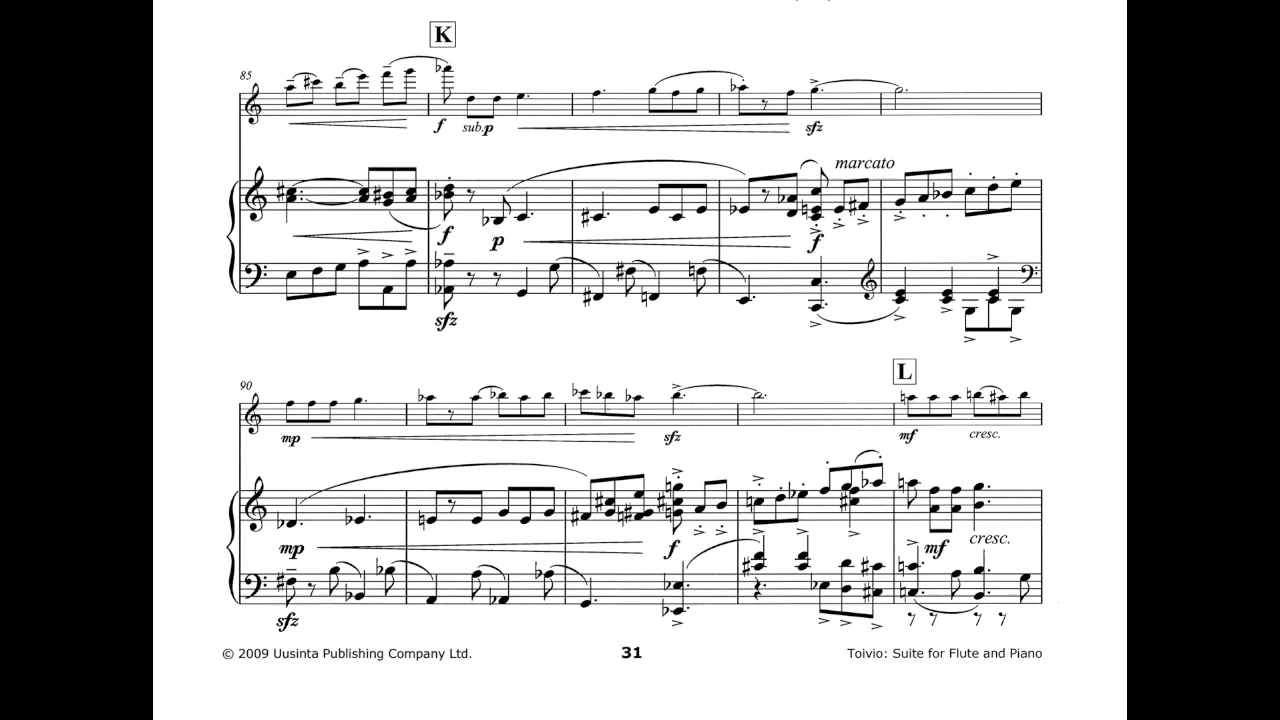 K
85
f sub.p sfz
marcato
f p f
sfz
L
90
mp sfz mf cresc.
mp f mf cresc.
sfz
© 2009 Uusinta Publishing Company Ltd. 31 Toivio: Suite for Flute and Piano